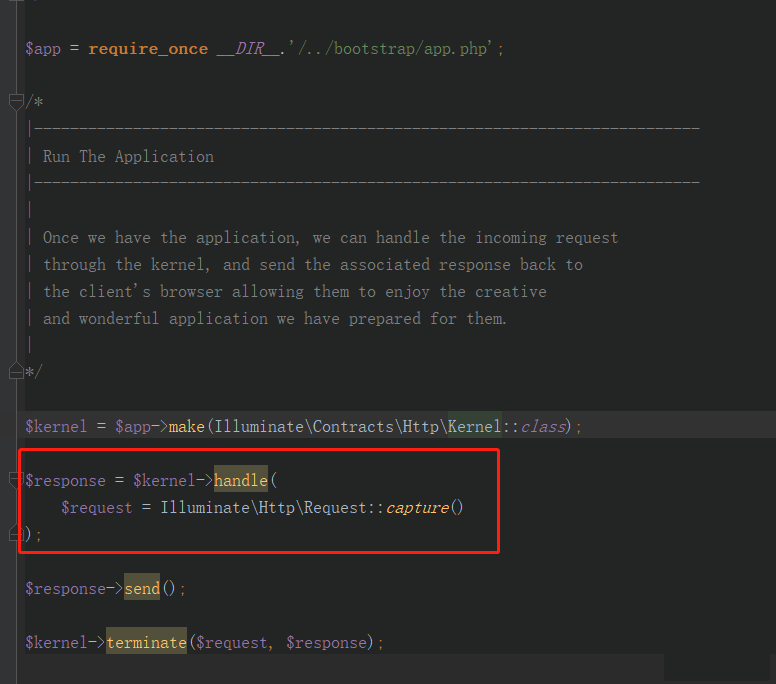 $app = require_once __DIR__.'/../bootstrap/app.php';
/*
|--------------------------------------------------------------------------
| Run The Application
|--------------------------------------------------------------------------
|
| Once we have the application, we can handle the incoming request
| through the kernel, and send the associated response back to
| the client's browser allowing them to enjoy the creative
| and wonderful application we have prepared for them.
|
*/
$kernel = $app->make(Illuminate\Contracts\Http\Kernel::class);
$response = $kernel->handle(
$request = Illuminate\Http\Request::capture()
);
$response->send();
$kernel->terminate($request, $response);